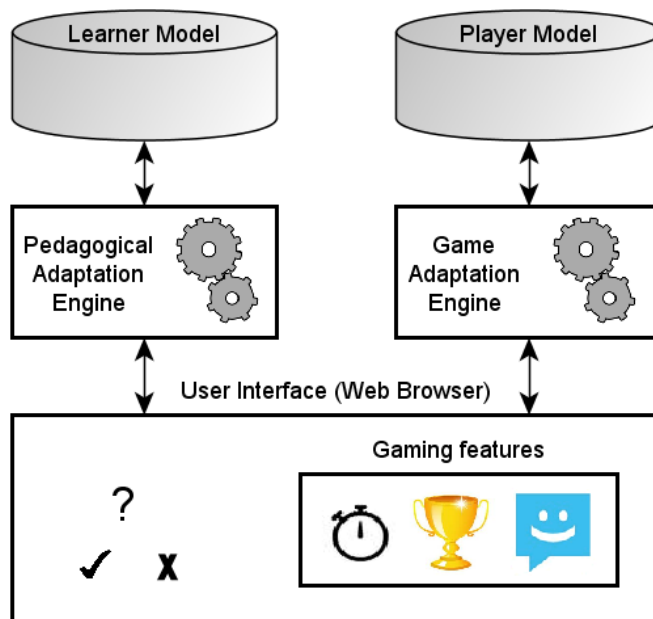 Learner Model
Player Model
Pedagogical
Adaptation
Engine
Game
Adaptation
Engine
User Interface (Web Browser)
Gaming features
?
✓ x